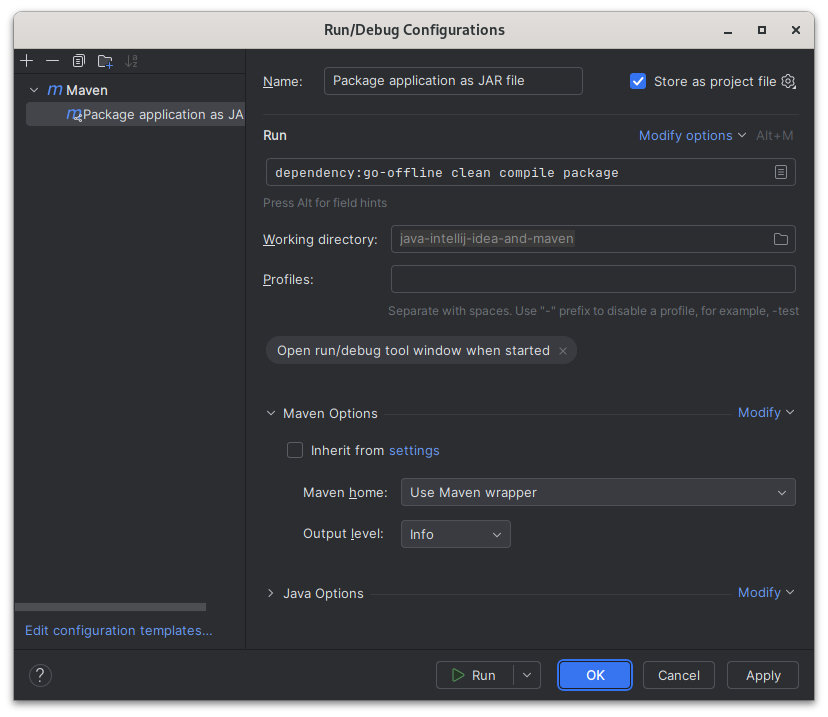 Run/Debug Configurations
Maven
Package application as JA
Name: Package application as JAR file Store as project file
Run Modify options Alt+M
dependency:go-offline clean compile package
Press Alt for field hints
Working directory: java-intellij-idea-and-maven
Profiles:
Separate with spaces. Use "-" prefix to disable a profile, for example, -test
Open run/debug tool window when started
Maven Options Modify
Inherit from settings
Maven home: Use Maven wrapper
Output level: Info
Java Options Modify
Edit configuration templates...
? Run OK Cancel Apply